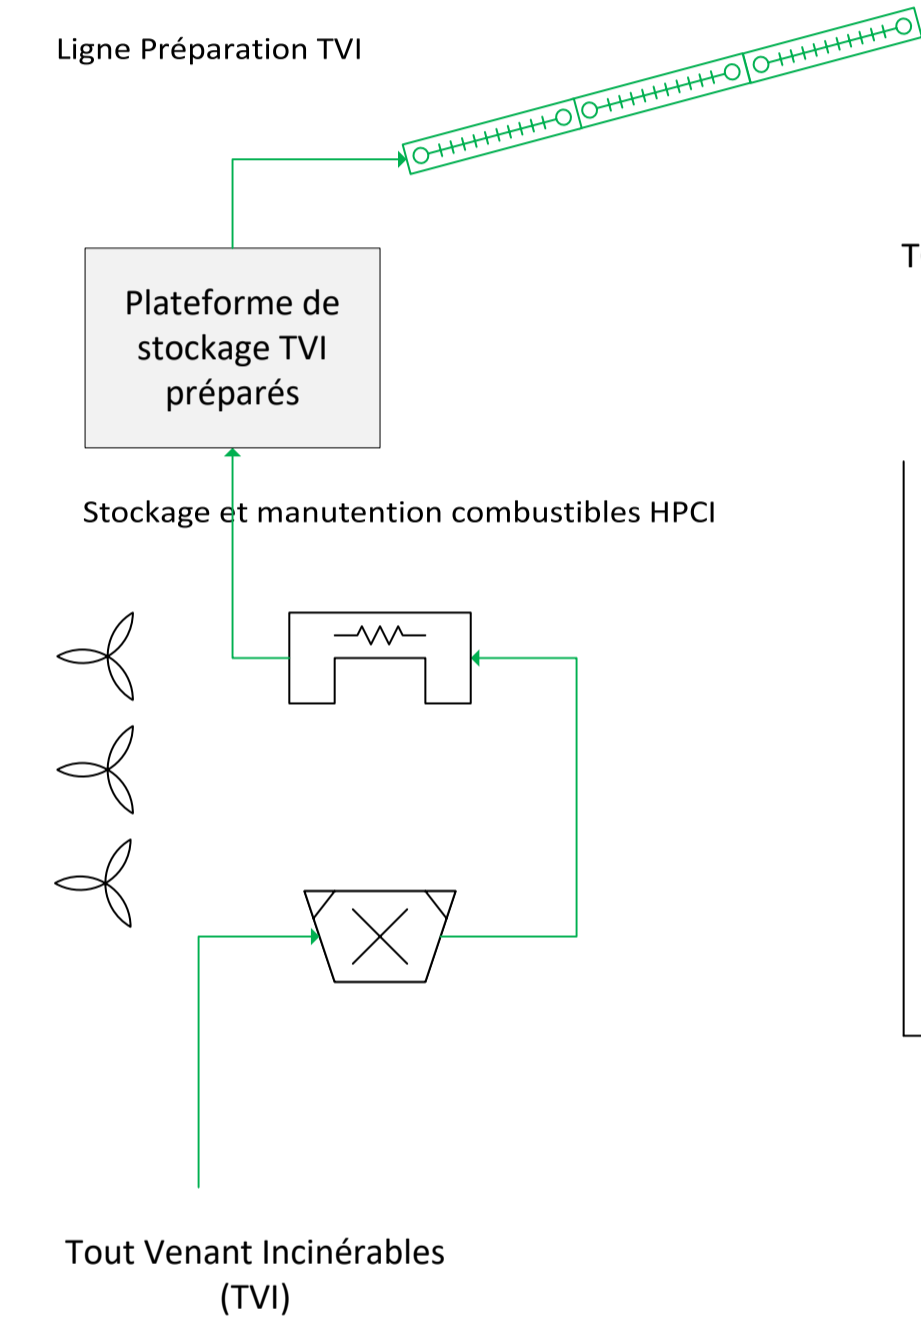 Ligne Préparation TVI
T
Plateforme de
stockage TVI
préparés
Stockage et manutention combustibles HPCI
Tout Venant Incinérables
(TVI)